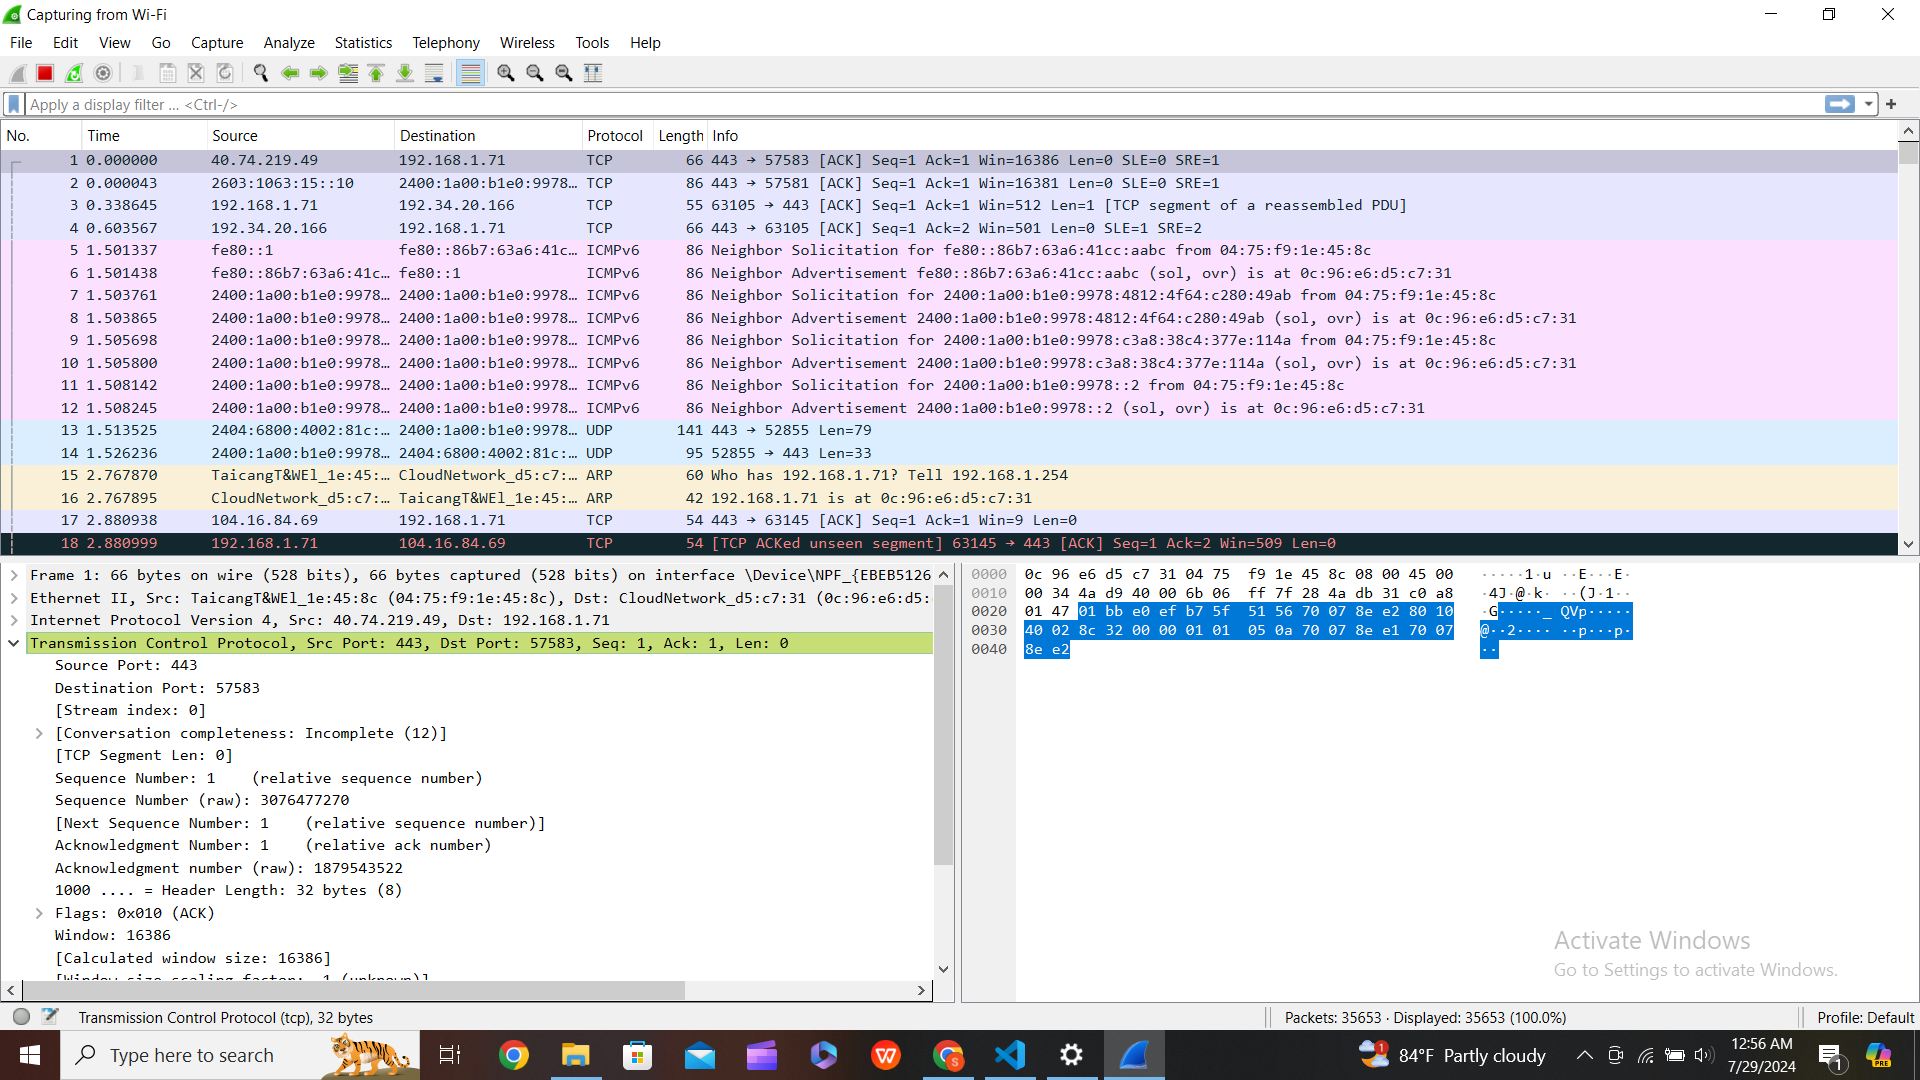 Capturing from Wi-Fi
File Edit View Go Capture Analyze Statistics Telephony Wireless Tools Help
Apply a display filter … <Ctrl-/>
No. Time Source Destination Protocol Length Info
1 0.000000 40.74.219.49 192.168.1.71 TCP 66 443 → 57583 [ACK] Seq=1 Ack=1 Win=16386 Len=0 SLE=0 SRE=1
2 0.000043 2603:1063:15::10 2400:1a00:b1e0:9978… TCP 86 443 → 57581 [ACK] Seq=1 Ack=1 Win=16381 Len=0 SLE=0 SRE=1
3 0.338645 192.168.1.71 192.34.20.166 TCP 55 63105 → 443 [ACK] Seq=1 Ack=1 Win=512 Len=1 [TCP segment of a reassembled PDU]
4 0.603567 192.34.20.166 192.168.1.71 TCP 66 443 → 63105 [ACK] Seq=1 Ack=2 Win=501 Len=0 SLE=1 SRE=2
5 1.501337 fe80::1 fe80::86b7:63a6:41c… ICMPv6 86 Neighbor Solicitation for fe80::86b7:63a6:41cc:aabc from 04:75:f9:1e:45:8c
6 1.501438 fe80::86b7:63a6:41c… fe80::1 ICMPv6 86 Neighbor Advertisement fe80::86b7:63a6:41cc:aabc (sol, ovr) is at 0c:96:e6:d5:c7:31
7 1.503761 2400:1a00:b1e0:9978… 2400:1a00:b1e0:9978… ICMPv6 86 Neighbor Solicitation for 2400:1a00:b1e0:9978:4812:4f64:c280:49ab from 04:75:f9:1e:45:8c
8 1.503865 2400:1a00:b1e0:9978… 2400:1a00:b1e0:9978… ICMPv6 86 Neighbor Advertisement 2400:1a00:b1e0:9978:4812:4f64:c280:49ab (sol, ovr) is at 0c:96:e6:d5:c7:31
9 1.505698 2400:1a00:b1e0:9978… 2400:1a00:b1e0:9978… ICMPv6 86 Neighbor Solicitation for 2400:1a00:b1e0:9978:c3a8:38c4:377e:114a from 04:75:f9:1e:45:8c
10 1.505800 2400:1a00:b1e0:9978… 2400:1a00:b1e0:9978… ICMPv6 86 Neighbor Advertisement 2400:1a00:b1e0:9978:c3a8:38c4:377e:114a (sol, ovr) is at 0c:96:e6:d5:c7:31
11 1.508142 2400:1a00:b1e0:9978… 2400:1a00:b1e0:9978… ICMPv6 86 Neighbor Solicitation for 2400:1a00:b1e0:9978::2 from 04:75:f9:1e:45:8c
12 1.508245 2400:1a00:b1e0:9978… 2400:1a00:b1e0:9978… ICMPv6 86 Neighbor Advertisement 2400:1a00:b1e0:9978::2 (sol, ovr) is at 0c:96:e6:d5:c7:31
13 1.513525 2404:6800:4002:81c:… 2400:1a00:b1e0:9978… UDP 141 443 → 52855 Len=79
14 1.526236 2400:1a00:b1e0:9978… 2404:6800:4002:81c:… UDP 95 52855 → 443 Len=33
15 2.767870 TaicangT&WEl_1e:45:… CloudNetwork_d5:c7:… ARP 60 Who has 192.168.1.71? Tell 192.168.1.254
16 2.767895 CloudNetwork_d5:c7:… TaicangT&WEl_1e:45:… ARP 42 192.168.1.71 is at 0c:96:e6:d5:c7:31
17 2.880938 104.16.84.69 192.168.1.71 TCP 54 443 → 63145 [ACK] Seq=1 Ack=1 Win=9 Len=0
18 2.880999 192.168.1.71 104.16.84.69 TCP 54 [TCP ACKed unseen segment] 63145 → 443 [ACK] Seq=1 Ack=2 Win=509 Len=0
Frame 1: 66 bytes on wire (528 bits), 66 bytes captured (528 bits) on interface \Device\NPF_{EBEB5126
Ethernet II, Src: TaicangT&WEl_1e:45:8c (04:75:f9:1e:45:8c), Dst: CloudNetwork_d5:c7:31 (0c:96:e6:d5:
Internet Protocol Version 4, Src: 40.74.219.49, Dst: 192.168.1.71
Transmission Control Protocol, Src Port: 443, Dst Port: 57583, Seq: 1, Ack: 1, Len: 0
Source Port: 443
Destination Port: 57583
[Stream index: 0]
[Conversation completeness: Incomplete (12)]
[TCP Segment Len: 0]
Sequence Number: 1 (relative sequence number)
Sequence Number (raw): 3076477270
[Next Sequence Number: 1 (relative sequence number)]
Acknowledgment Number: 1 (relative ack number)
Acknowledgment number (raw): 1879543522
1000 .... = Header Length: 32 bytes (8)
Flags: 0x010 (ACK)
Window: 16386
[Calculated window size: 16386]
[Window size scaling factor: -1 (unknown)]
0000 0c 96 e6 d5 c7 31 04 75 f9 1e 45 8c 08 00 45 00 ·····1·u ··E···E·
0010 00 34 4a d9 40 00 6b 06 ff 7f 28 4a db 31 c0 a8 ·4J·@·k· ··(J·1··
0020 01 47 01 bb e0 ef b7 5f 51 56 70 07 8e e2 80 10 ·G·····_ QVp·····
0030 40 02 8c 32 00 00 01 01 05 0a 70 07 8e e1 70 07 @··2···· ··p···p·
0040 8e e2 ··
Activate Windows
Go to Settings to activate Windows.
Transmission Control Protocol (tcp), 32 bytes
Packets: 35653 · Displayed: 35653 (100.0%)
Profile: Default
Type here to search
S
W
1
84°F Partly cloudy
12:56 AM
7/29/2024
1
PRE